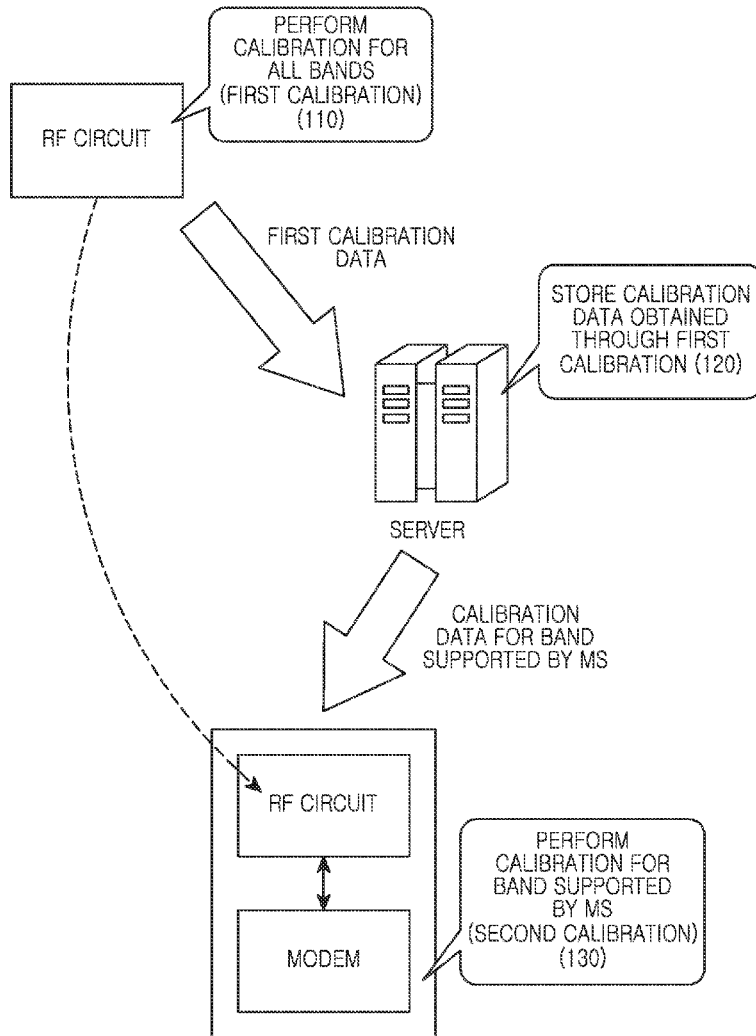 PERFORM
CALIBRATION FOR
ALL BANDS
(FIRST CALIBRATION)
(110)
RF CIRCUIT
FIRST CALIBRATION
DATA
STORE CALIBRATION
DATA OBTAINED
THROUGH FIRST
CALIBRATION (120)
SERVER
CALIBRATION
DATA FOR BAND
SUPPORTED BY MS
RF CIRCUIT
PERFORM
CALIBRATION FOR
BAND SUPPORTED
BY MS
(SECOND CALIBRATION)
(130)
MODEM